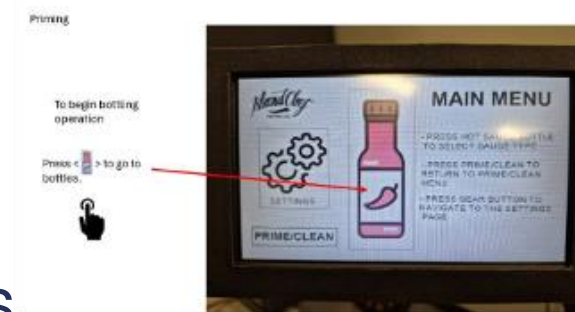 Priming
To begin bottling
operation
Press < > to go to
bottles.
MAIN MENU
- PRESS HOT SAUCE BOTTLE
TO SELECT SAUCE TYPE
- PRESS PRIME/CLEAN TO
RETURN TO PRIME/CLEAN
MENU
- PRESS GEAR BUTTON TO
NAVIGATE TO THE SETTINGS
PAGE
SETTINGS
PRIME/CLEAN
S